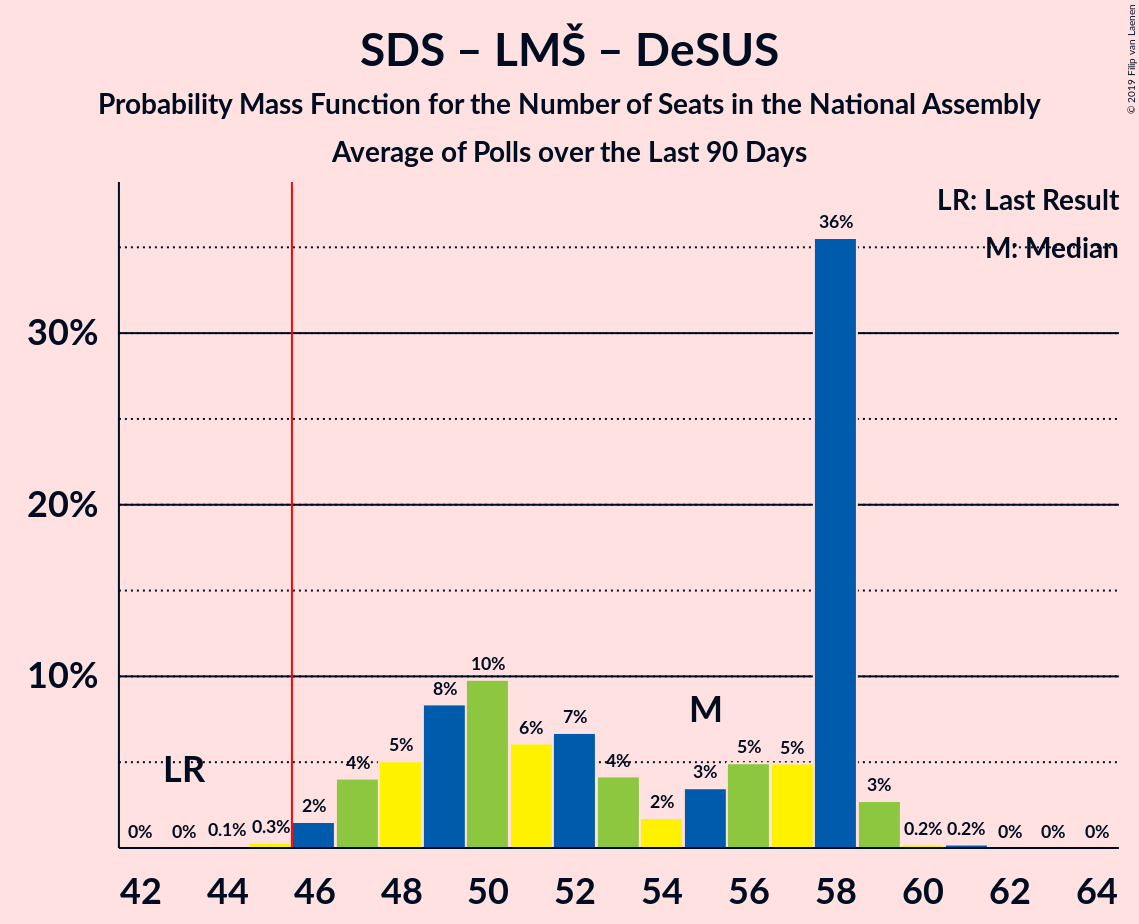 SDS – LMŠ – DeSUS
Probability Mass Function for the Number of Seats in the National Assembly
Average of Polls over the Last 90 Days
© 2019 Filip van Laenen
LR: Last Result
M: Median
36%
30%
20%
10%
10%
8%
7%
6%
5%
5%
5%
4%
4%
3%
3%
2%
2%
0%
0%
0.1%
0.3%
0.2%
0.2%
0%
0%
0%
LR
M
42 44 46 48 50 52 54 56 58 60 62 64